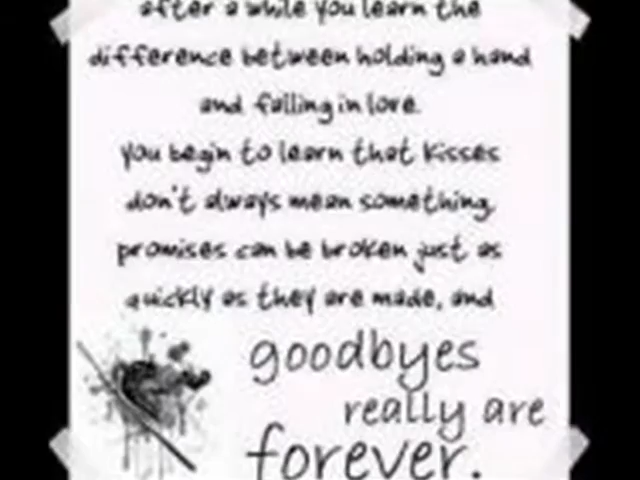 after a while you learn the
difference between holding a hand
and falling in love.
you begin to learn that kisses
don't always mean something,
promises can be broken just as
quickly as they are made, and
goodbyes
really are
forever.